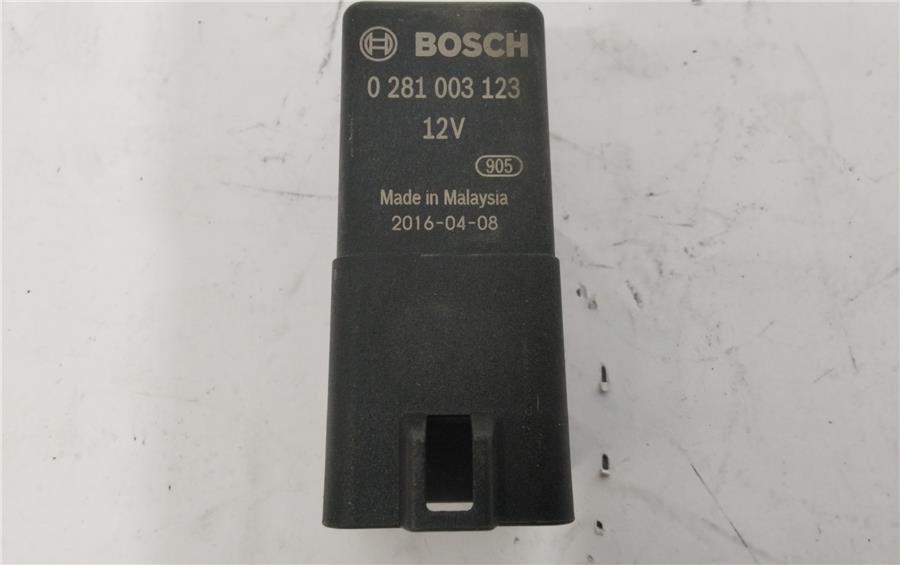 BOSCH
0 281 003 123
12V
905
Made in Malaysia
2016-04-08